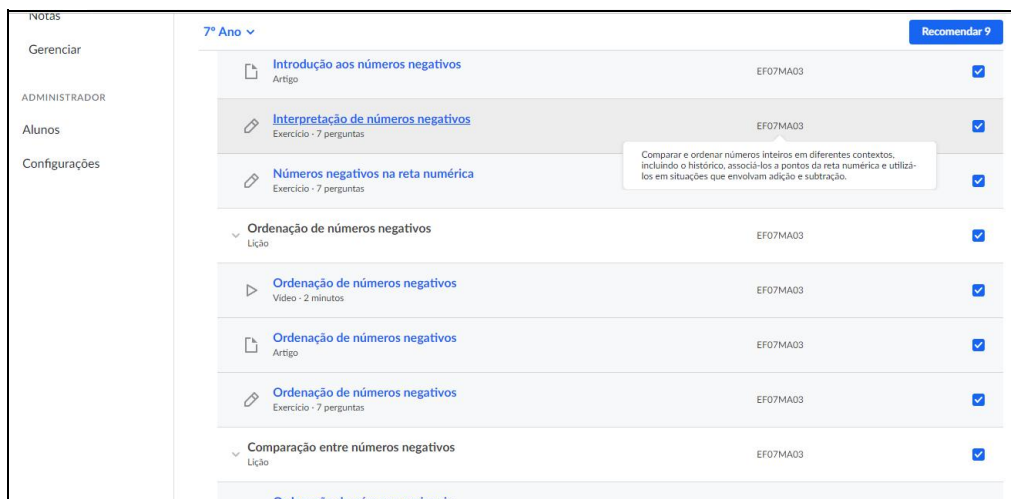 Notas
Gerenciar
ADMINISTRADOR
Alunos
Configurações
7º Ano
Recomendar 9
Introdução aos números negativos
EF07MA03
Artigo
Interpretação de números negativos
EF07MA03
Exercício · 7 perguntas
Comparar e ordenar números inteiros em diferentes contextos,
incluindo o histórico, associá-los a pontos da reta numérica e utilizá-
los em situações que envolvam adição e subtração.
Números negativos na reta numérica
Exercício · 7 perguntas
Ordenação de números negativos
EF07MA03
Lição
Ordenação de números negativos
EF07MA03
Vídeo · 2 minutos
Ordenação de números negativos
EF07MA03
Artigo
Ordenação de números negativos
EF07MA03
Exercício · 7 perguntas
Comparação entre números negativos
EF07MA03
Lição